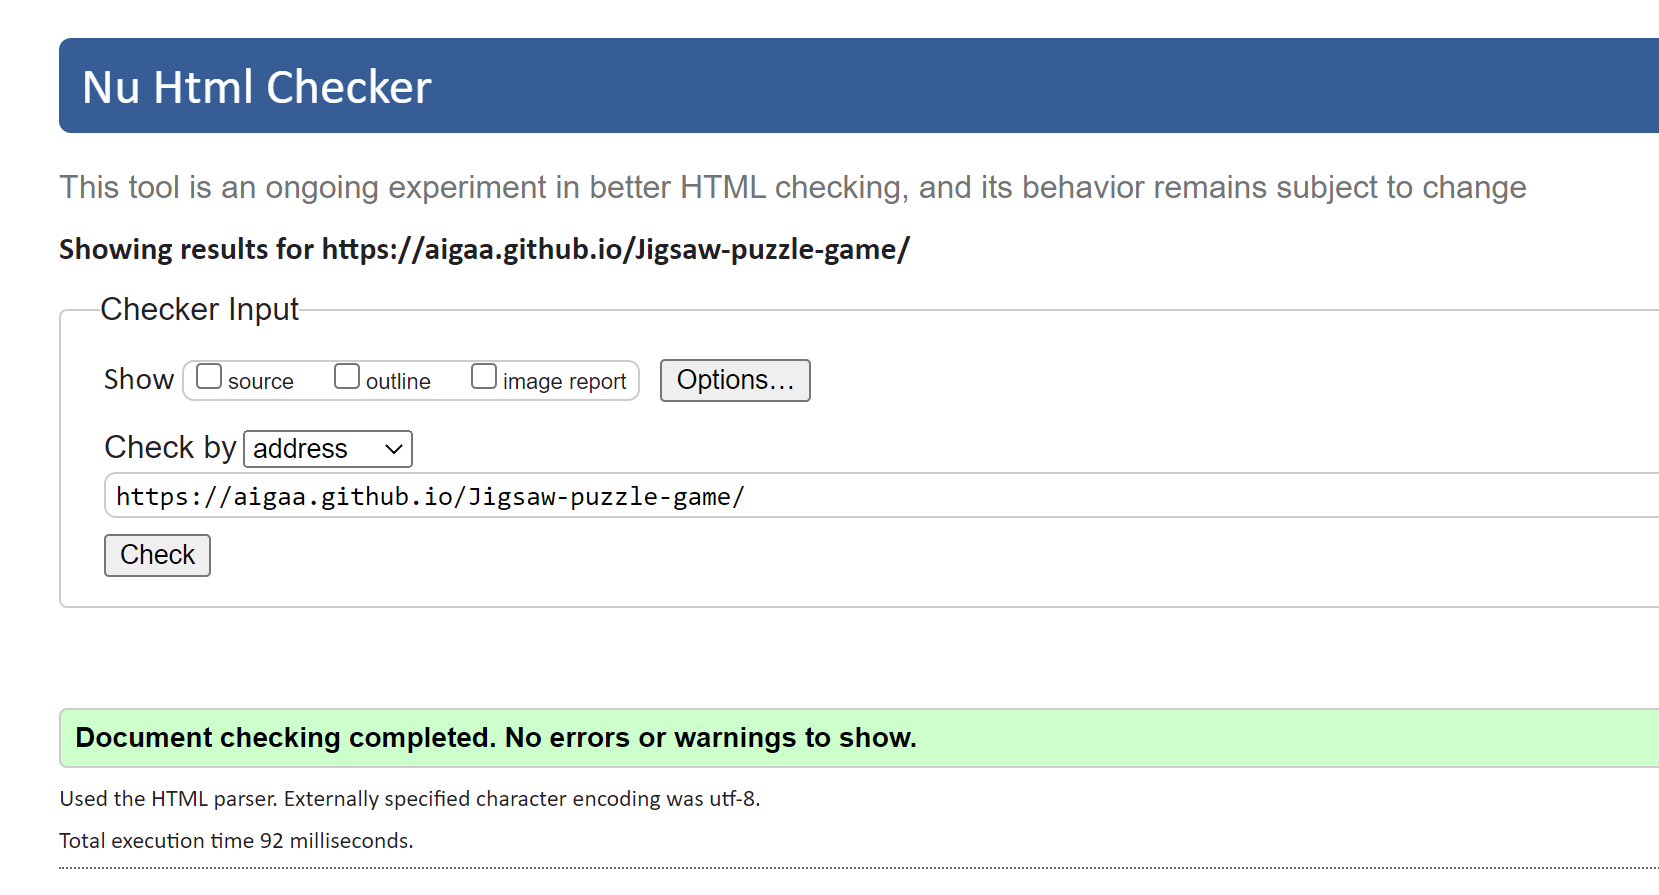 Nu Html Checker
This tool is an ongoing experiment in better HTML checking, and its behavior remains subject to change
Showing results for https://aigaa.github.io/Jigsaw-puzzle-game/
Checker Input
Show source outline image report Options...
Check by address
https://aigaa.github.io/Jigsaw-puzzle-game/
Check
Document checking completed. No errors or warnings to show.
Used the HTML parser. Externally specified character encoding was utf-8.
Total execution time 92 milliseconds.